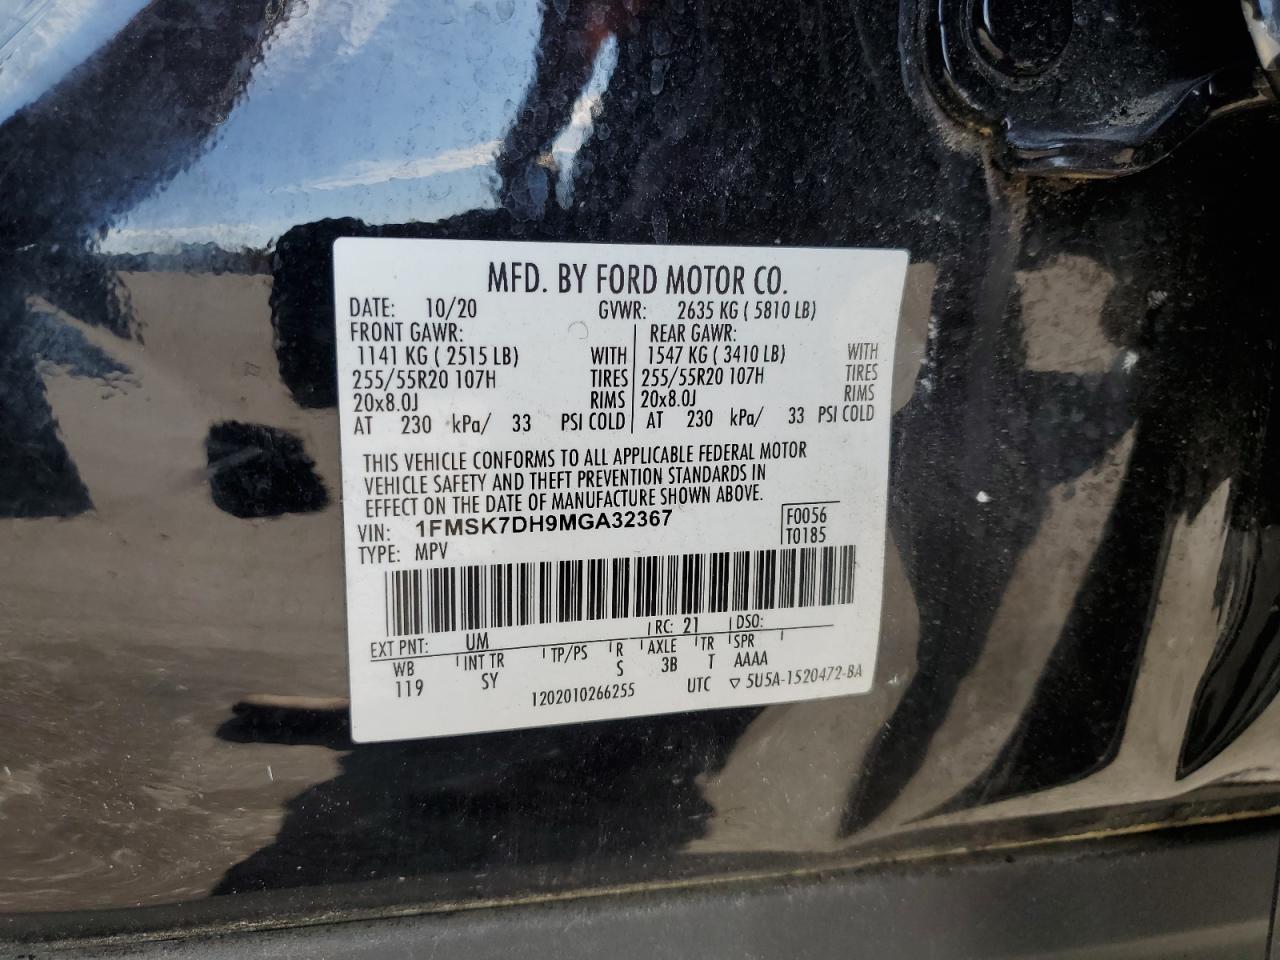 MFD. BY FORD MOTOR CO.
DATE: 10/20 GVWR: 2635 KG ( 5810 LB)
FRONT GAWR: REAR GAWR:
1141 KG ( 2515 LB) WITH 1547 KG ( 3410 LB) WITH
255/55R20 107H TIRES 255/55R20 107H TIRES
20x8.0J RIMS 20x8.0J RIMS
AT 230 kPa/ 33 PSI COLD AT 230 kPa/ 33 PSI COLD
THIS VEHICLE CONFORMS TO ALL APPLICABLE FEDERAL MOTOR
VEHICLE SAFETY AND THEFT PREVENTION STANDARDS IN
EFFECT ON THE DATE OF MANUFACTURE SHOWN ABOVE.
VIN: 1FMSK7DH9MGA32367 F0056
TYPE: MPV T0185
EXT PNT: UM RC: 21 DSO:
WB INT TR TP/PS R AXLE TR SPR
119 SY S 3B T AAAA
1202010266255 UTC ▽ 5U5A-1520472-BA